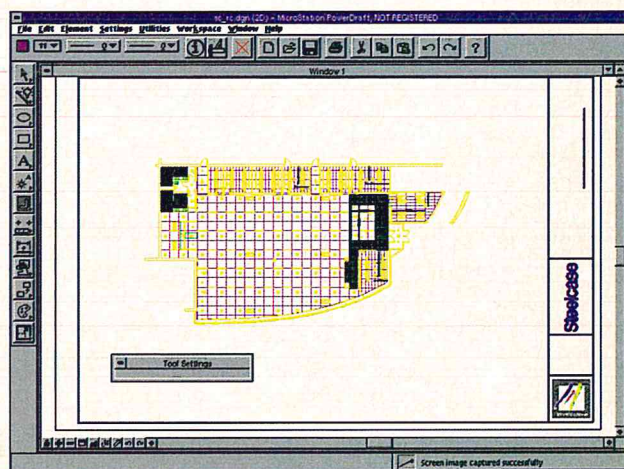 sc_rc.dgn (2D) - MicroStation PowerDraft, NOT REGISTERED
File Edit Element Settings Utilities Workspace Window Help
Window 1
Tool Settings
Steelcase
Screen image captured successfully